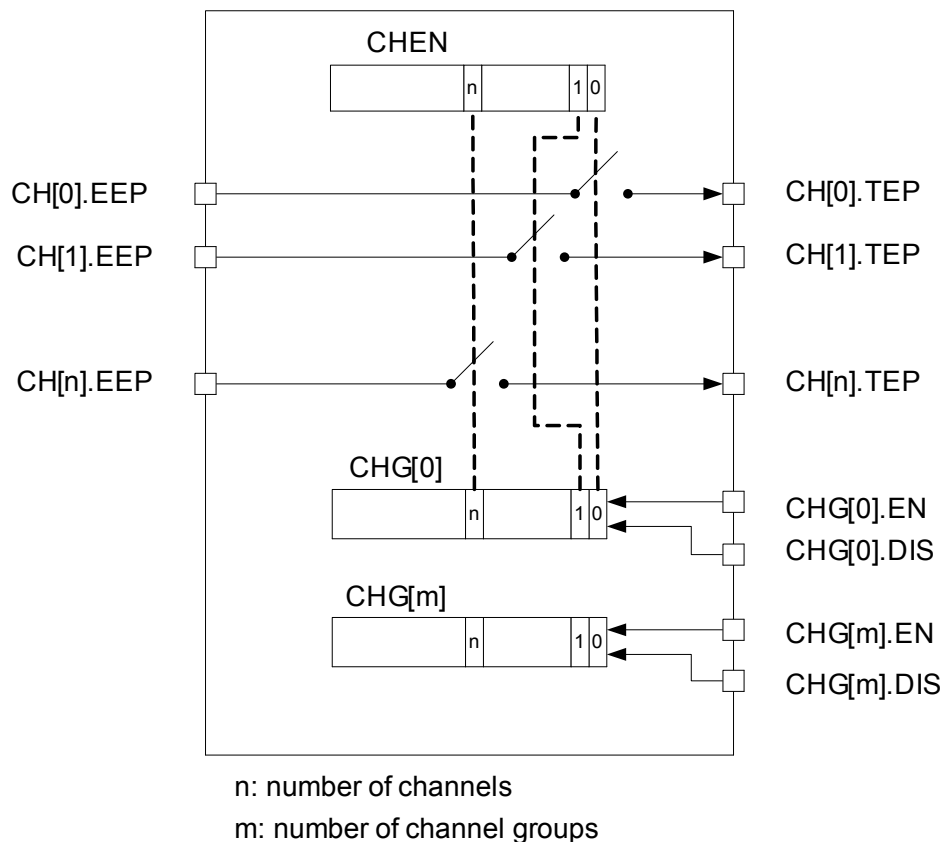 CHEN
n 1 0
CH[0].EEP CH[0].TEP
CH[1].EEP CH[1].TEP
CH[n].EEP CH[n].TEP
CHG[0]
n 1 0
CHG[0].EN
CHG[0].DIS
CHG[m]
n 1 0
CHG[m].EN
CHG[m].DIS
n: number of channels
m: number of channel groups